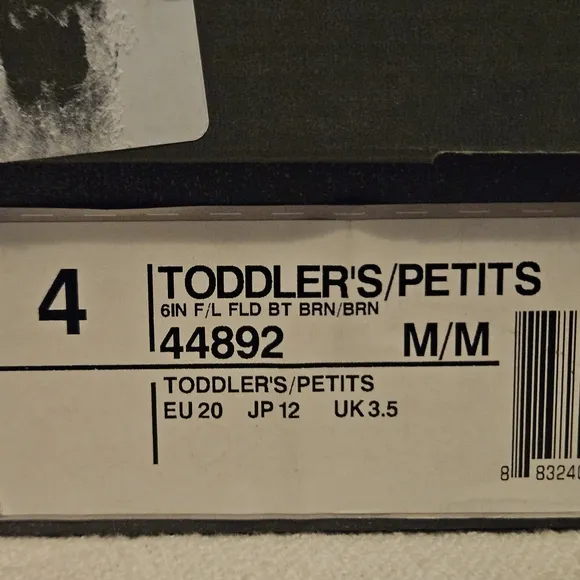 4
TODDLER'S/PETITS
6IN F/L FLD BT BRN/BRN
44892 M/M
TODDLER'S/PETITS
EU 20 JP 12 UK 3.5
8 83240